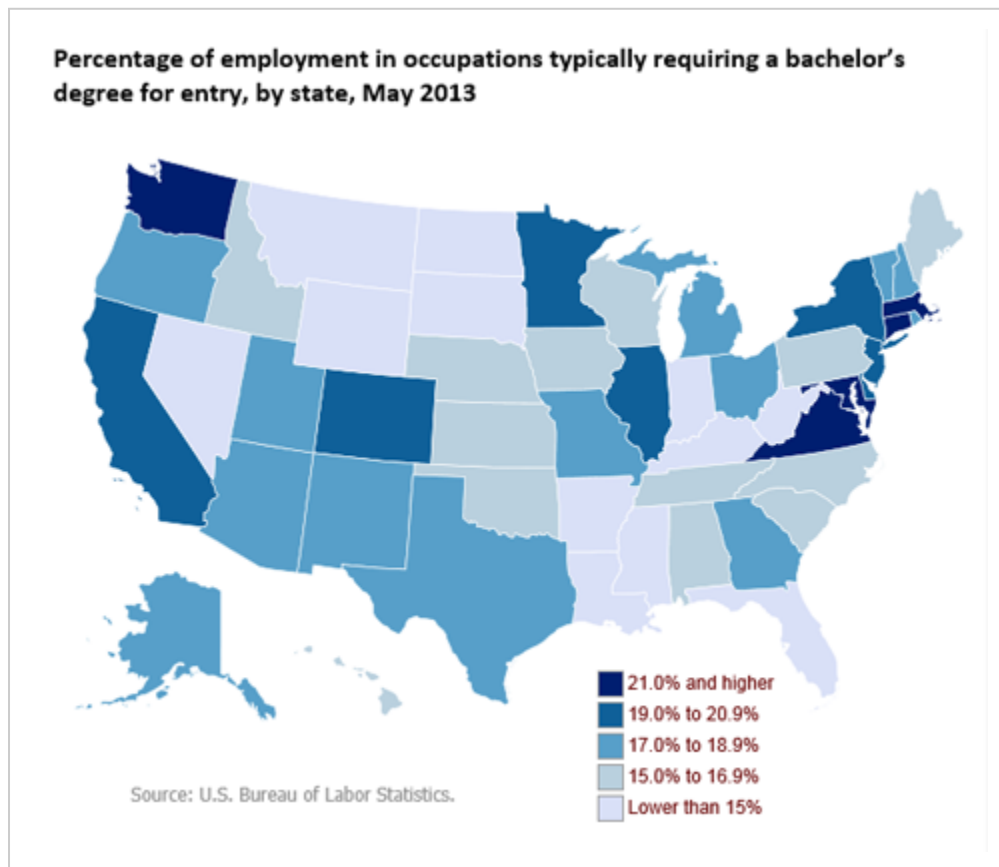 Percentage of employment in occupations typically requiring a bachelor’s
degree for entry, by state, May 2013
21.0% and higher
19.0% to 20.9%
17.0% to 18.9%
15.0% to 16.9%
Lower than 15%
Source: U.S. Bureau of Labor Statistics.